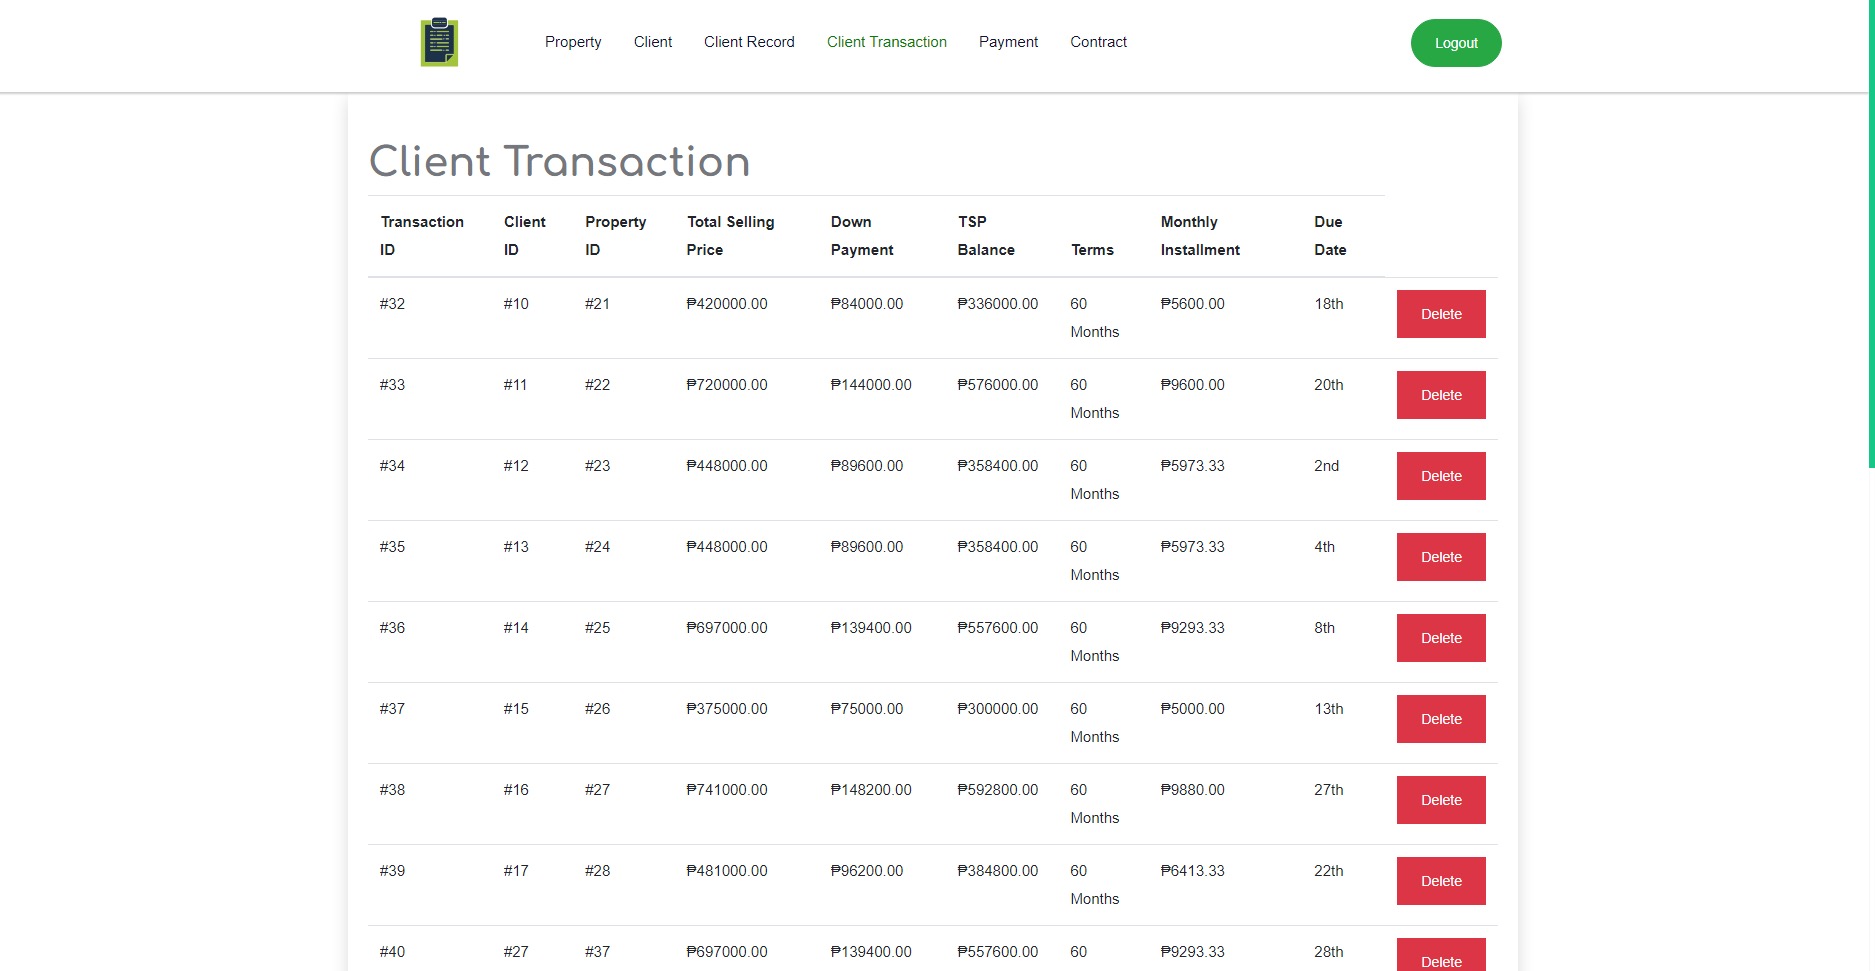 Property Client Client Record Client Transaction Payment Contract Logout
Client Transaction
Transaction ID Client ID Property ID Total Selling Price Down Payment TSP Balance Terms Monthly Installment Due Date
#32 #10 #21 ₱420000.00 ₱84000.00 ₱336000.00 60 Months ₱5600.00 18th Delete
#33 #11 #22 ₱720000.00 ₱144000.00 ₱576000.00 60 Months ₱9600.00 20th Delete
#34 #12 #23 ₱448000.00 ₱89600.00 ₱358400.00 60 Months ₱5973.33 2nd Delete
#35 #13 #24 ₱448000.00 ₱89600.00 ₱358400.00 60 Months ₱5973.33 4th Delete
#36 #14 #25 ₱697000.00 ₱139400.00 ₱557600.00 60 Months ₱9293.33 8th Delete
#37 #15 #26 ₱375000.00 ₱75000.00 ₱300000.00 60 Months ₱5000.00 13th Delete
#38 #16 #27 ₱741000.00 ₱148200.00 ₱592800.00 60 Months ₱9880.00 27th Delete
#39 #17 #28 ₱481000.00 ₱96200.00 ₱384800.00 60 Months ₱6413.33 22th Delete
#40 #27 #37 ₱697000.00 ₱139400.00 ₱557600.00 60 ₱9293.33 28th Delete